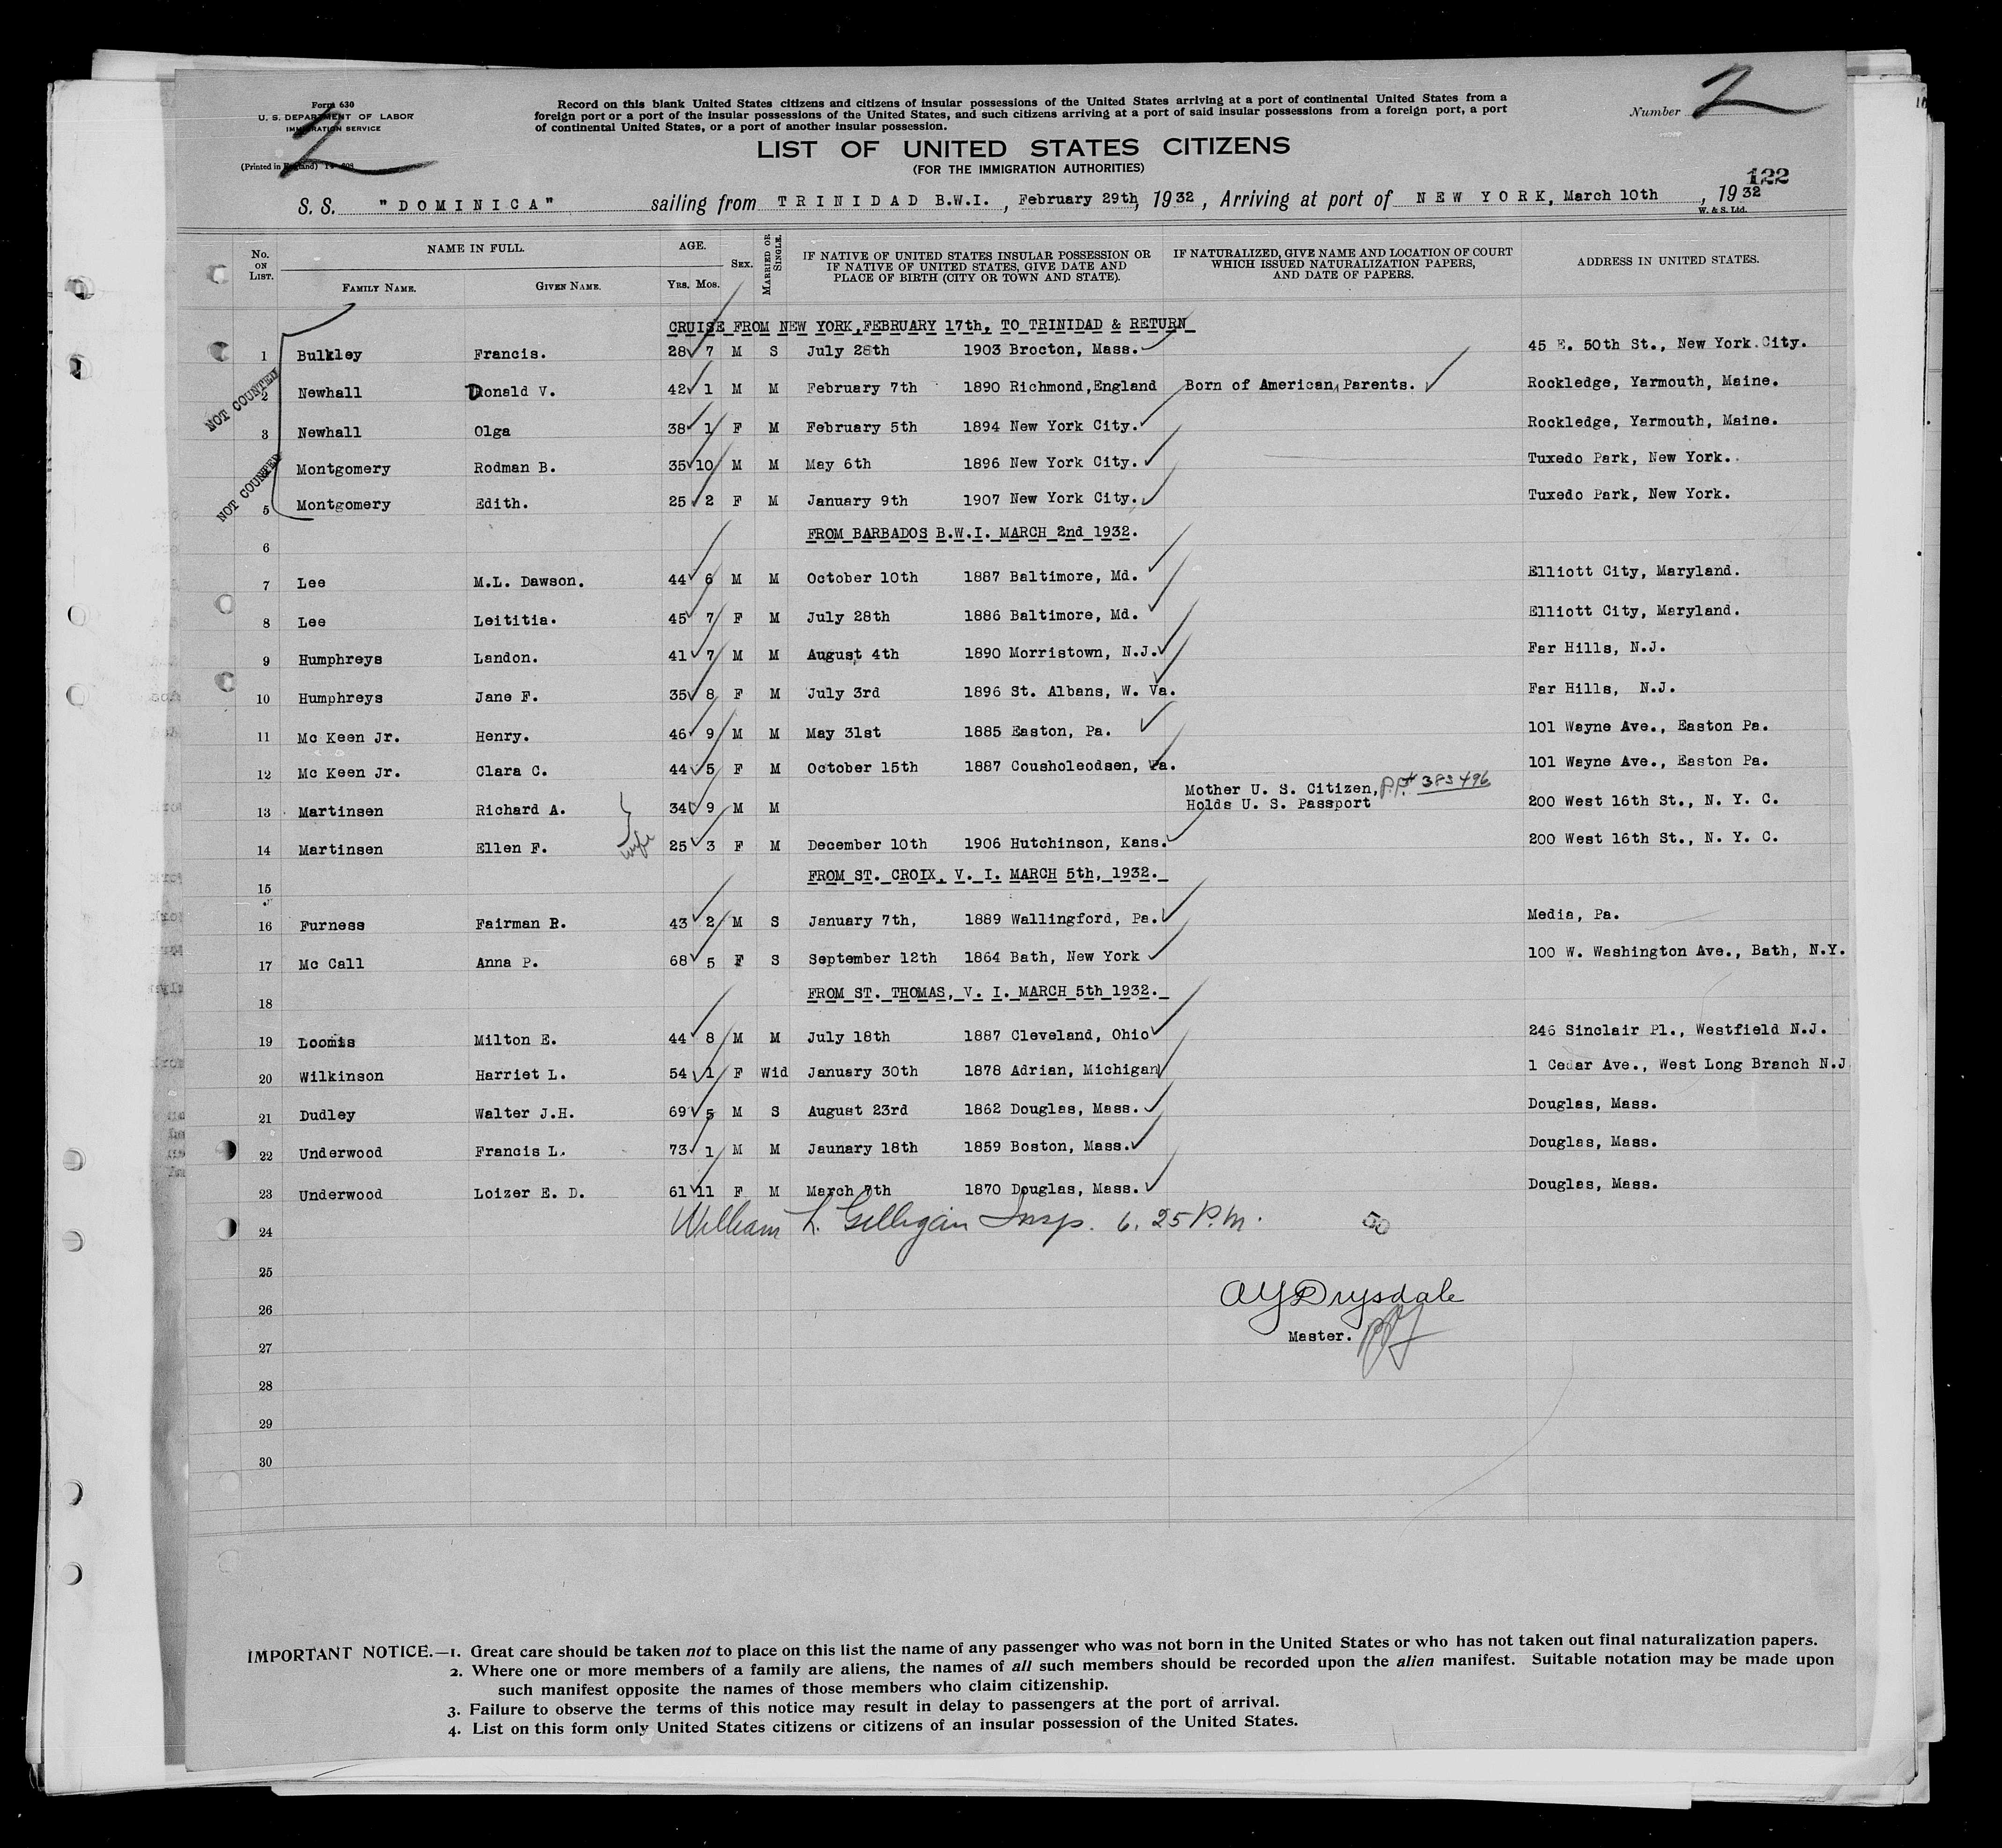 Form 630
U. S. DEPARTMENT OF LABOR
IMMIGRATION SERVICE
2
Record on this blank United States citizens and citizens of insular possessions of the United States arriving at a port of continental United States from a
foreign port or a port of the insular possessions of the United States, and such citizens arriving at a port of said insular possessions from a foreign port, a port
of continental United States, or a port of another insular possession.
Number 2
LIST OF UNITED STATES CITIZENS
(FOR THE IMMIGRATION AUTHORITIES)
122
S. S. "DOMINICA" sailing from TRINIDAD B.W.I. , February 29th, 1932 , Arriving at port of NEW YORK, March 10th , 1932
W. & S. Ltd.
No. ON LIST. NAME IN FULL. AGE. SEX. MARRIED OR SINGLE. IF NATIVE OF UNITED STATES INSULAR POSSESSION OR IF NATIVE OF UNITED STATES, GIVE DATE AND PLACE OF BIRTH (CITY OR TOWN AND STATE). IF NATURALIZED, GIVE NAME AND LOCATION OF COURT WHICH ISSUED NATURALIZATION PAPERS, AND DATE OF PAPERS. ADDRESS IN UNITED STATES.
FAMILY NAME. GIVEN NAME. Yrs. Mos.
CRUISE FROM NEW YORK, FEBRUARY 17th, TO TRINIDAD & RETURN
1 Bulkley Francis. 28 7 M S July 28th 1903 Brocton, Mass. 45 E. 50th St., New York City.
NOT COUNTED
2 Newhall Donald V. 42 1 M M February 7th 1890 Richmond, England Born of American Parents. Rockledge, Yarmouth, Maine.
3 Newhall Olga 38 1 F M February 5th 1894 New York City. Rockledge, Yarmouth, Maine.
NOT COUNTED
Montgomery Rodman B. 35 10 M M May 6th 1896 New York City. Tuxedo Park, New York.
5 Montgomery Edith. 25 2 F M January 9th 1907 New York City. Tuxedo Park, New York.
6 FROM BARBADOS B.W.I. MARCH 2nd 1932.
7 Lee M.L. Dawson. 44 6 M M October 10th 1887 Baltimore, Md. Elliott City, Maryland.
8 Lee Leititia. 45 7 F M July 28th 1886 Baltimore, Md. Elliott City, Maryland.
9 Humphreys Landon. 41 7 M M August 4th 1890 Morristown, N.J. Far Hills, N.J.
10 Humphreys Jane F. 35 8 F M July 3rd 1896 St. Albans, W. Va. Far Hills, N.J.
11 Mc Keen Jr. Henry. 46 9 M M May 31st 1885 Easton, Pa. 101 Wayne Ave., Easton Pa.
12 Mc Keen Jr. Clara C. 44 5 F M October 15th 1887 Cousholeodsen, Va. 101 Wayne Ave., Easton Pa.
13 Martinsen Richard A. 34 9 M M Mother U. S. Citizen, P.P.# 383496 Holds U. S. Passport 200 West 16th St., N. Y. C.
wife
14 Martinsen Ellen F. 25 3 F M December 10th 1906 Hutchinson, Kans. 200 West 16th St., N. Y. C.
15 FROM ST. CROIX, V. I. MARCH 5th, 1932.
16 Furness Fairman R. 43 2 M S January 7th, 1889 Wallingford, Pa. Media, Pa.
17 Mc Call Anna P. 68 5 F S September 12th 1864 Bath, New York 100 W. Washington Ave., Bath, N.Y.
18 FROM ST. THOMAS, V. I. MARCH 5th 1932.
19 Loomis Milton E. 44 8 M M July 18th 1887 Cleveland, Ohio 246 Sinclair Pl., Westfield N.J.
20 Wilkinson Harriet L. 54 1 F Wid January 30th 1878 Adrian, Michigan 1 Cedar Ave., West Long Branch N.J
21 Dudley Walter J.H. 69 5 M S August 23rd 1862 Douglas, Mass. Douglas, Mass.
22 Underwood Francis L. 73 1 M M Jaunary 18th 1859 Boston, Mass. Douglas, Mass.
23 Underwood Loizer E. D. 61 11 F M March 7th 1870 Douglas, Mass. Douglas, Mass.
24 William L. Gilligan Insp. 6.25 P.M. 50
25
26 A Y Drysdale
27 Master.
28
29
30
IMPORTANT NOTICE.—1. Great care should be taken not to place on this list the name of any passenger who was not born in the United States or who has not taken out final naturalization papers.
2. Where one or more members of a family are aliens, the names of all such members should be recorded upon the alien manifest. Suitable notation may be made upon
such manifest opposite the names of those members who claim citizenship.
3. Failure to observe the terms of this notice may result in delay to passengers at the port of arrival.
4. List on this form only United States citizens or citizens of an insular possession of the United States.